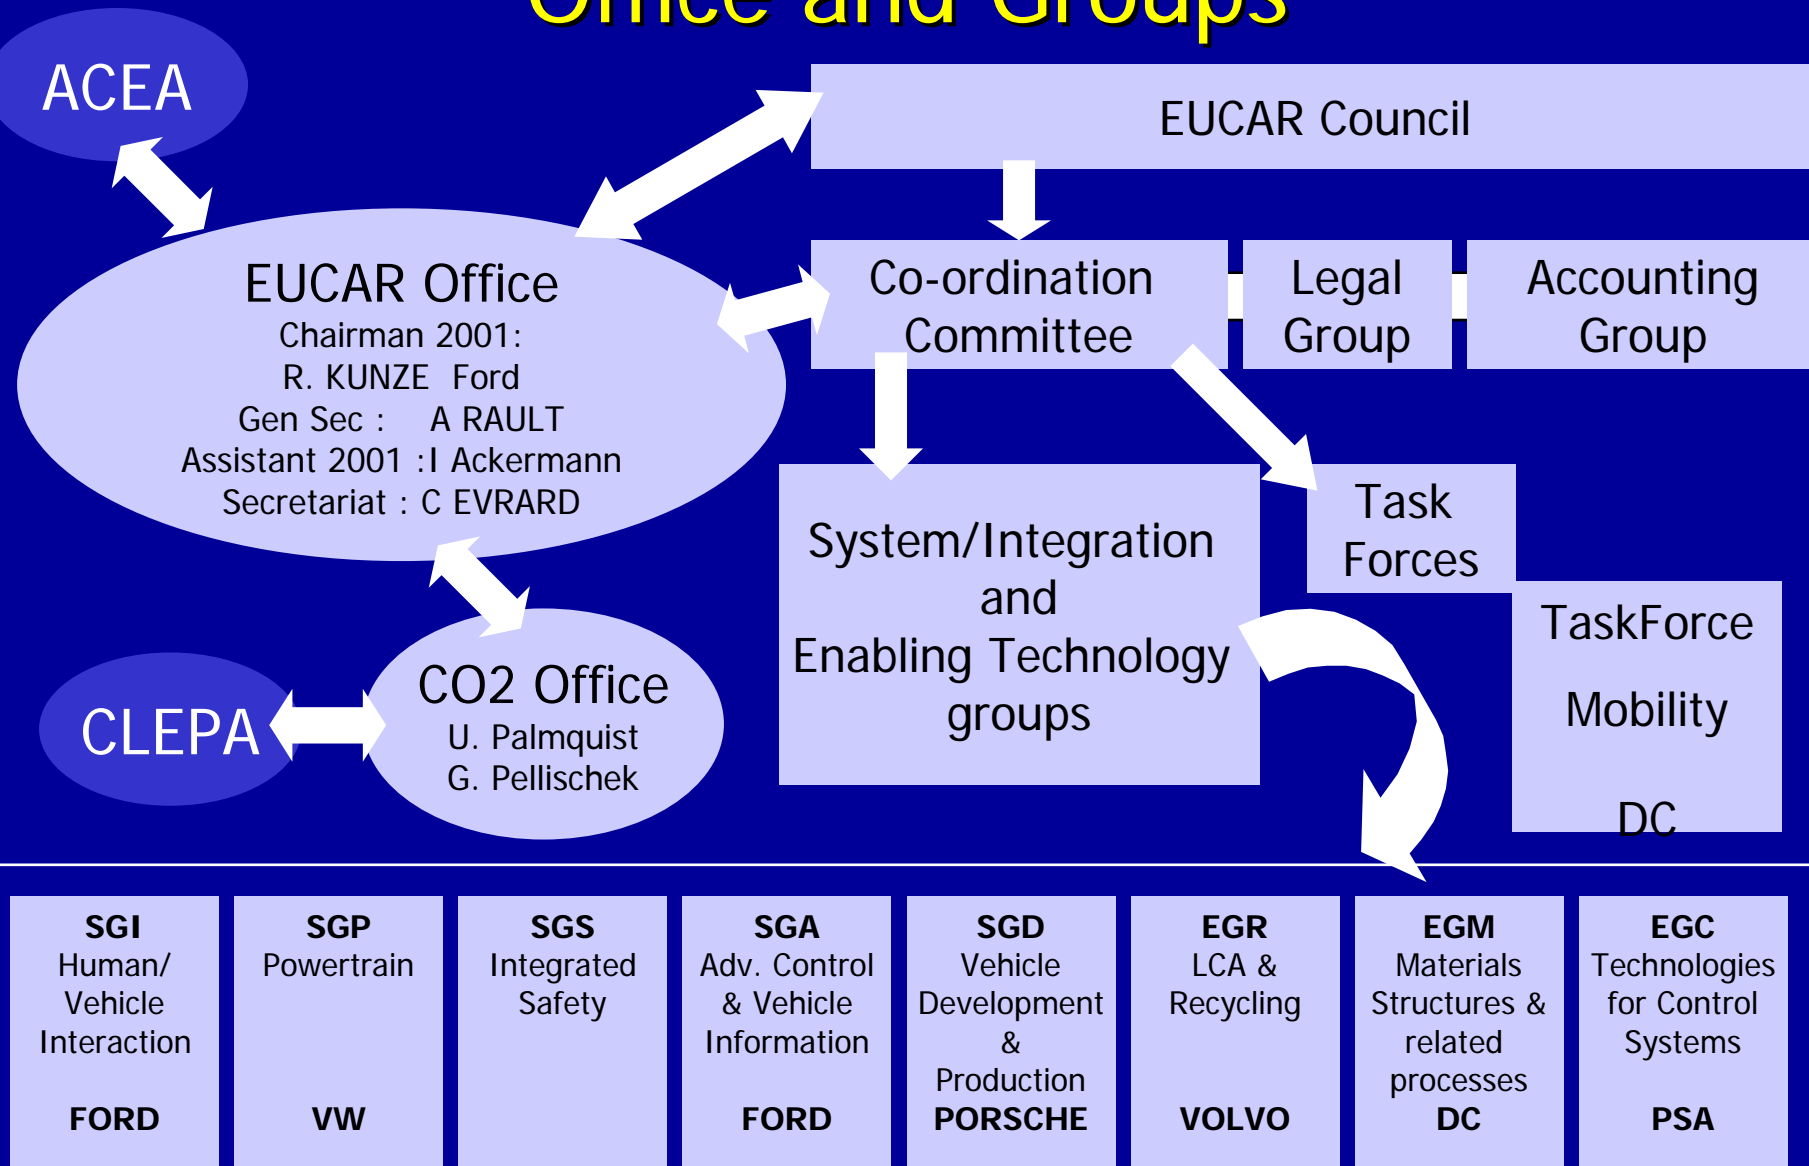 Office and Groups
ACEA
EUCAR Council
EUCAR Office
Chairman 2001:
R. KUNZE Ford
Gen Sec : A RAULT
Assistant 2001 :I Ackermann
Secretariat : C EVRARD
Co-ordination
Committee
Legal
Group
Accounting
Group
System/Integration
and
Enabling Technology
groups
Task
Forces
TaskForce
Mobility
DC
CO2 Office
U. Palmquist
G. Pellischek
CLEPA
SGI
Human/
Vehicle
Interaction
FORD
SGP
Powertrain
VW
SGS
Integrated
Safety
SGA
Adv. Control
& Vehicle
Information
FORD
SGD
Vehicle
Development
&
Production
PORSCHE
EGR
LCA &
Recycling
VOLVO
EGM
Materials
Structures &
related
processes
DC
EGC
Technologies
for Control
Systems
PSA